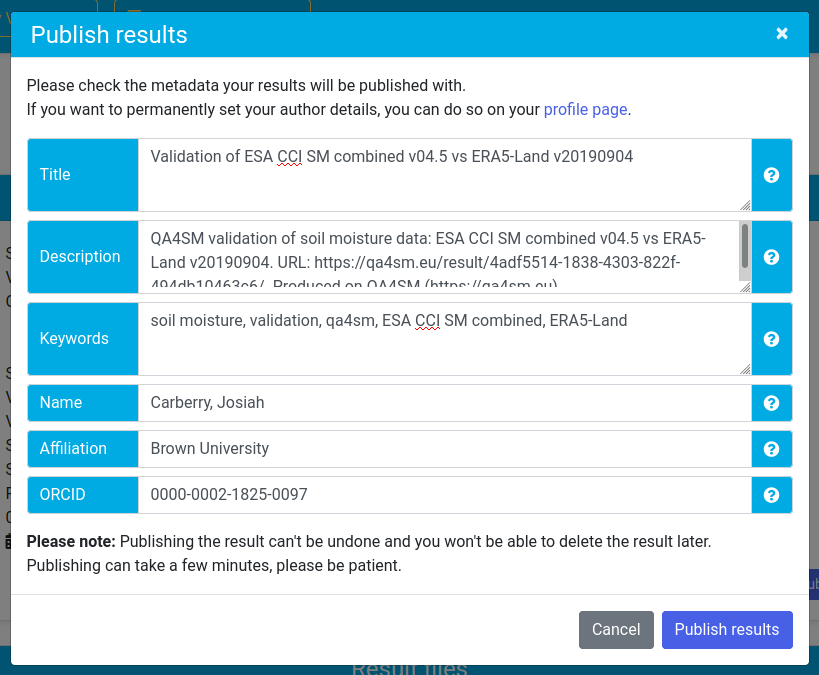 Publish results
×
Please check the metadata your results will be published with.
If you want to permanently set your author details, you can do so on your profile page.
Title
Validation of ESA CCI SM combined v04.5 vs ERA5-Land v20190904
?
Description
QA4SM validation of soil moisture data: ESA CCI SM combined v04.5 vs ERA5-
Land v20190904. URL: https://qa4sm.eu/result/4adf5514-1838-4303-822f-
494db10463c6/. Produced on QA4SM (https://qa4sm.eu)
?
Keywords
soil moisture, validation, qa4sm, ESA CCI SM combined, ERA5-Land
?
Name
Carberry, Josiah
?
Affiliation
Brown University
?
ORCID
0000-0002-1825-0097
?
Please note: Publishing the result can't be undone and you won't be able to delete the result later.
Publishing can take a few minutes, please be patient.
Cancel
Publish results
Result files